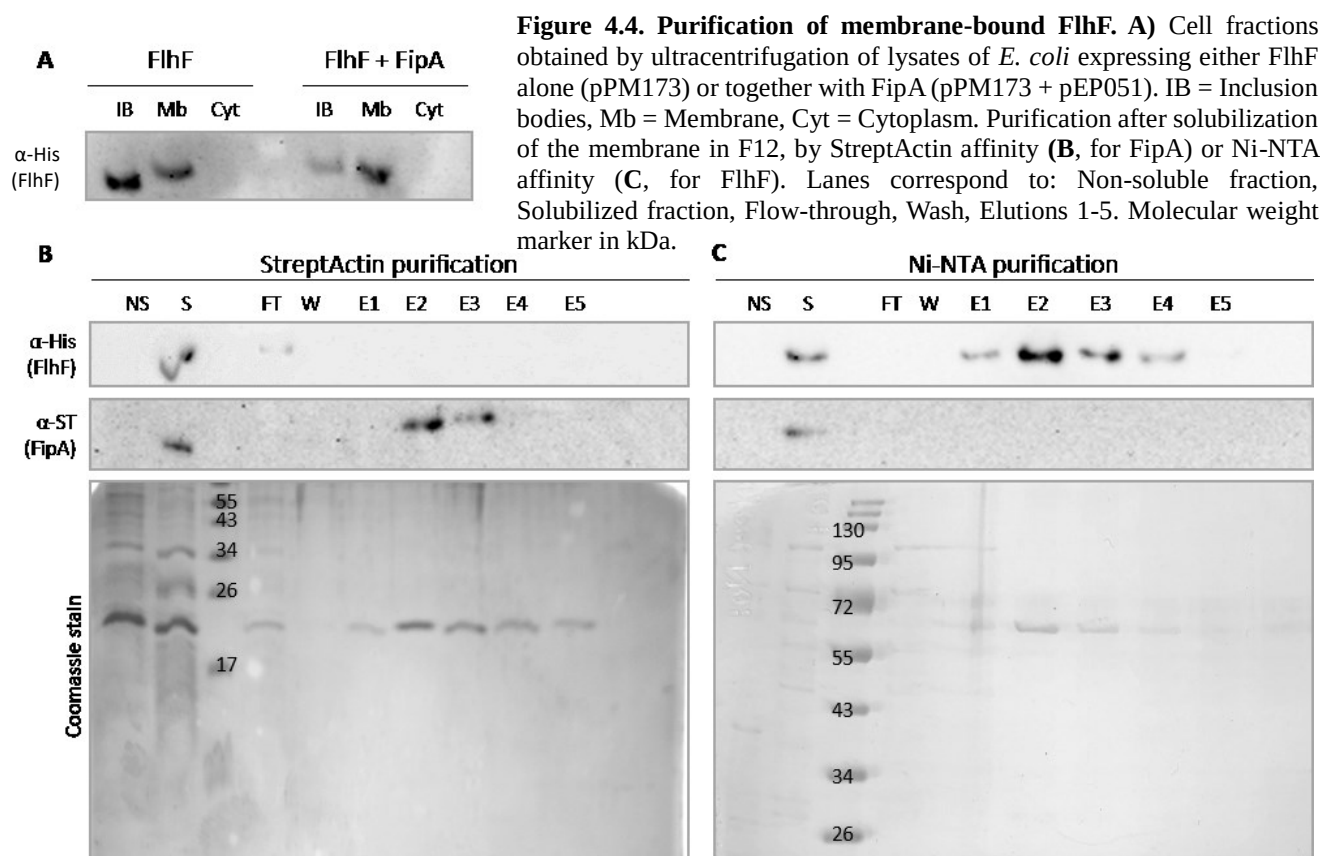 Figure 4.4. Purification of membrane-bound FlhF. A) Cell fractions
obtained by ultracentrifugation of lysates of E. coli expressing either FlhF
alone (pPM173) or together with FipA (pPM173 + pEP051). IB = Inclusion
bodies, Mb = Membrane, Cyt = Cytoplasm. Purification after solubilization
of the membrane in F12, by StreptActin affinity (B, for FipA) or Ni-NTA
affinity (C, for FlhF). Lanes correspond to: Non-soluble fraction,
Solubilized fraction, Flow-through, Wash, Elutions 1-5. Molecular weight
marker in kDa.
A
FlhF FlhF + FipA
IB Mb Cyt IB Mb Cyt
α-His
(FlhF)
B
StreptActin purification
NS S FT W E1 E2 E3 E4 E5
α-His
(FlhF)
α-ST
(FipA)
Coomassie stain
55
43
34
26
17
C
Ni-NTA purification
NS S FT W E1 E2 E3 E4 E5
130
95
72
55
43
34
26